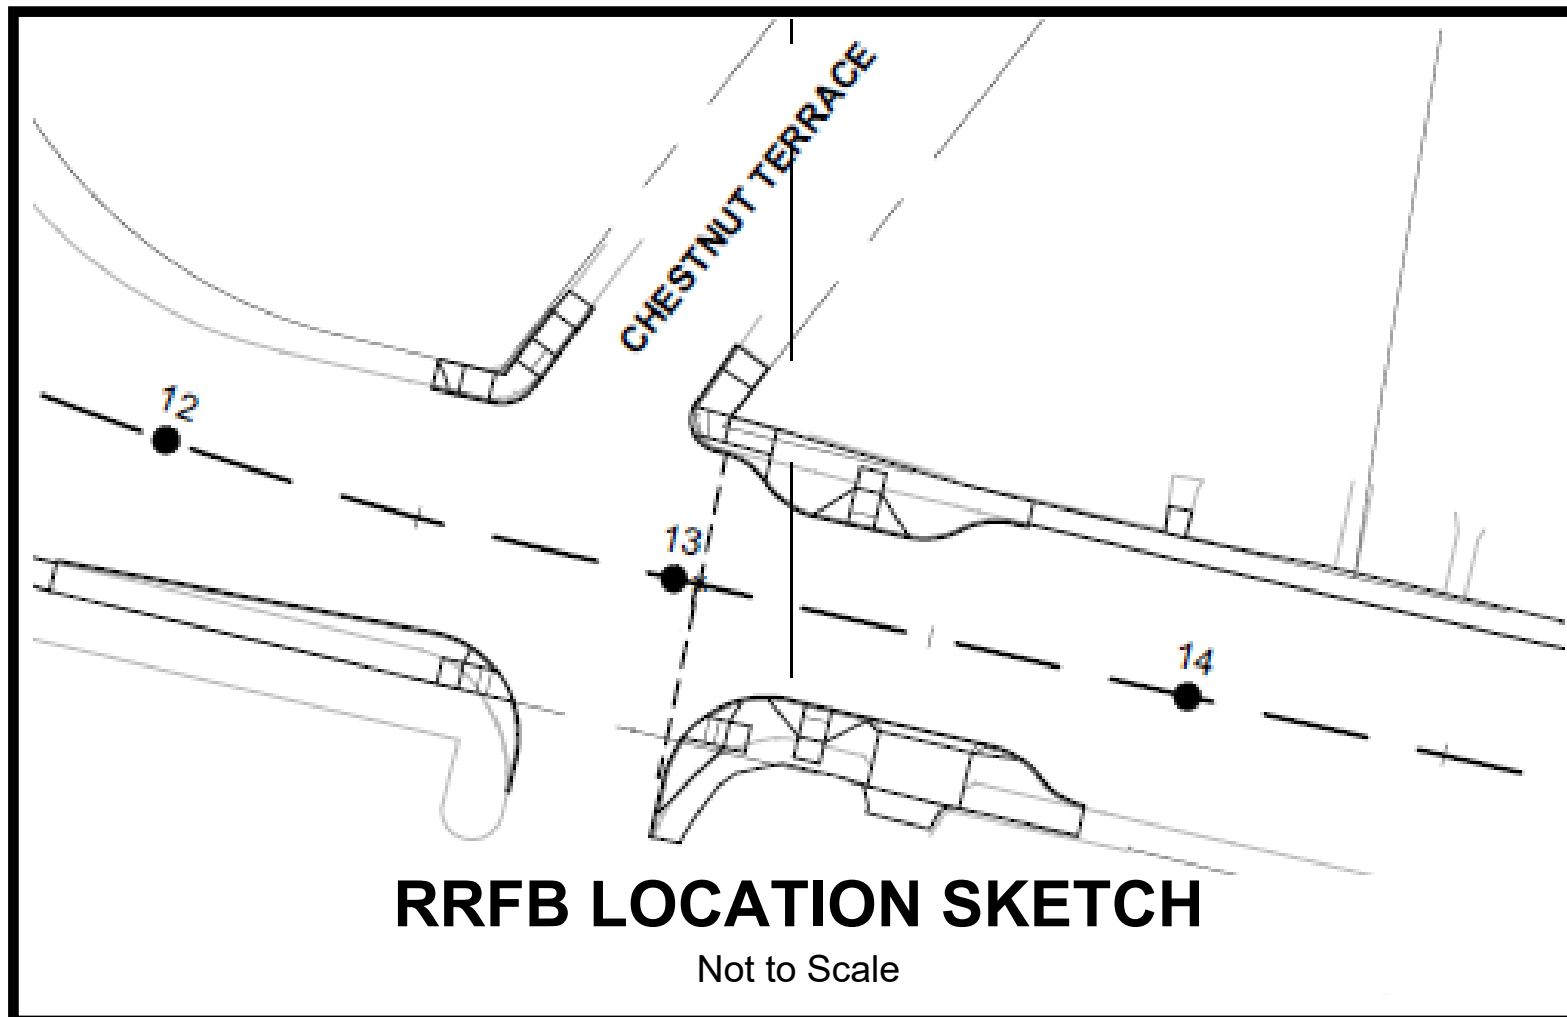 CHESTNUT TERRACE
12
13
14
RRFB LOCATION SKETCH
Not to Scale